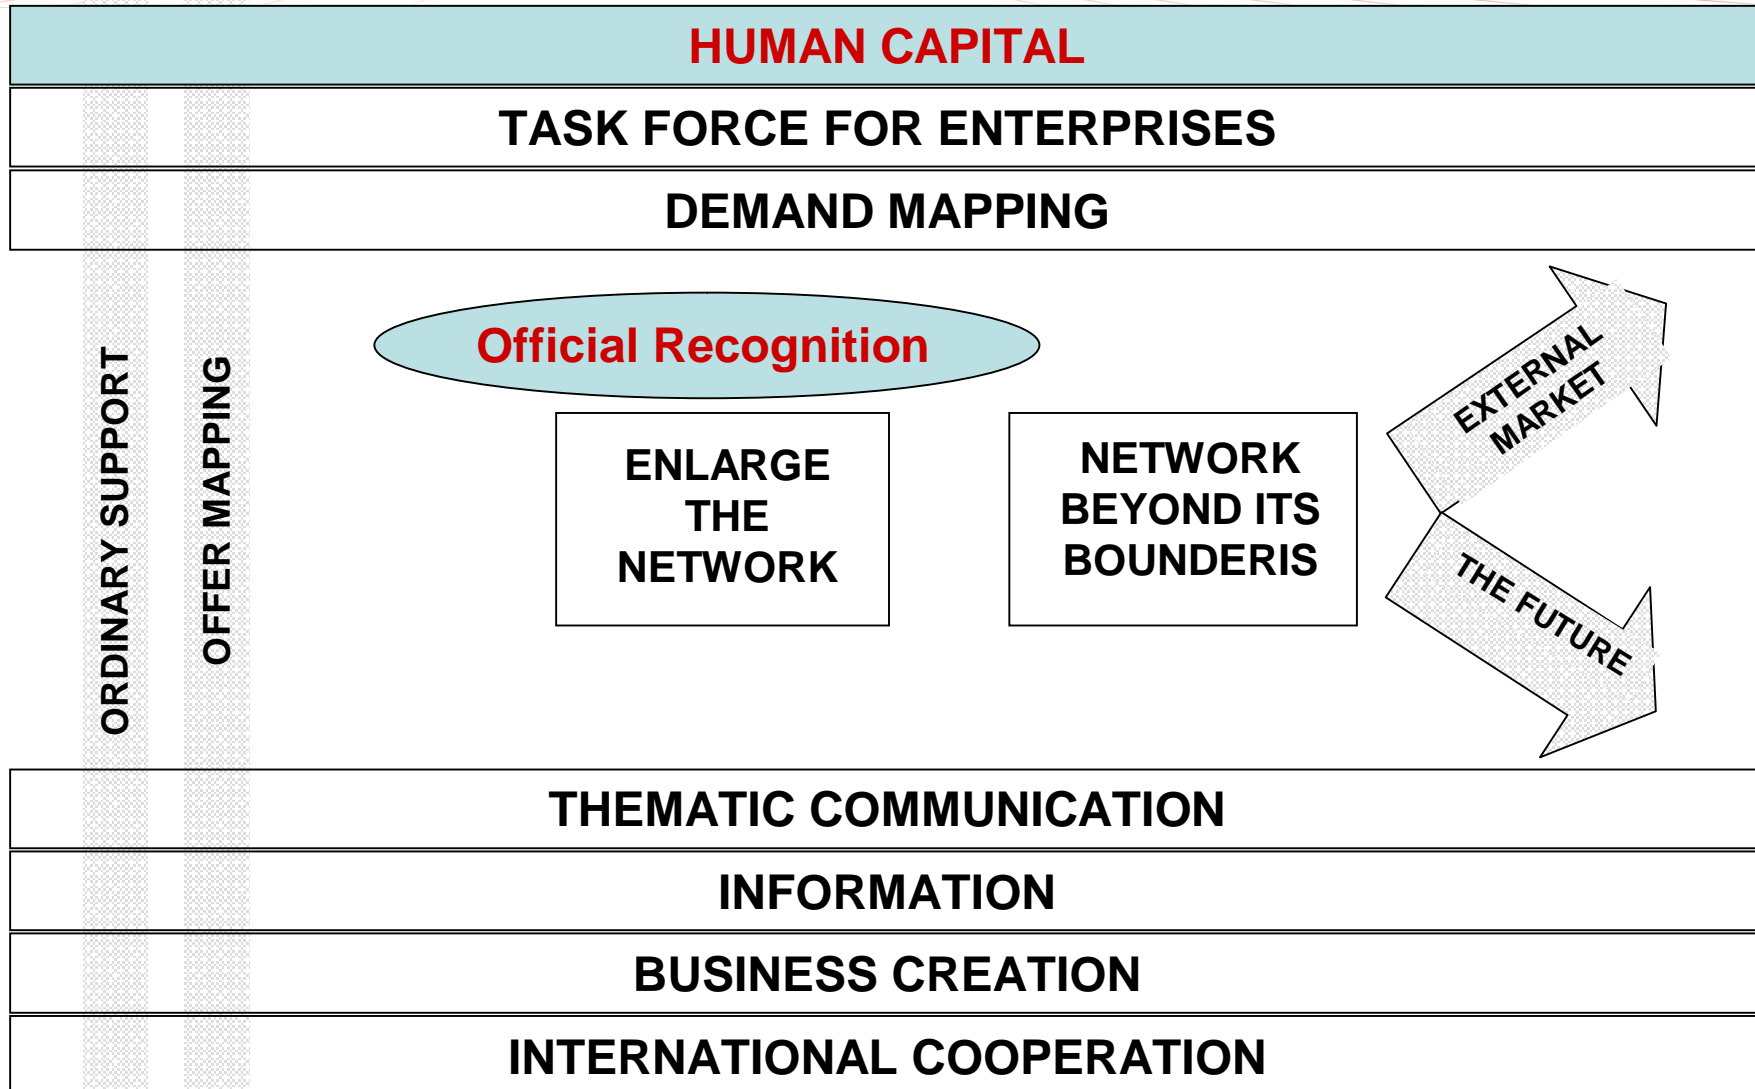 HUMAN CAPITAL
TASK FORCE FOR ENTERPRISES
DEMAND MAPPING
ORDINARY SUPPORT
OFFER MAPPING
Official Recognition
ENLARGE
THE
NETWORK
NETWORK
BEYOND ITS
BOUNDERIS
EXTERNAL
MARKET
THE FUTURE
THEMATIC COMMUNICATION
INFORMATION
BUSINESS CREATION
INTERNATIONAL COOPERATION